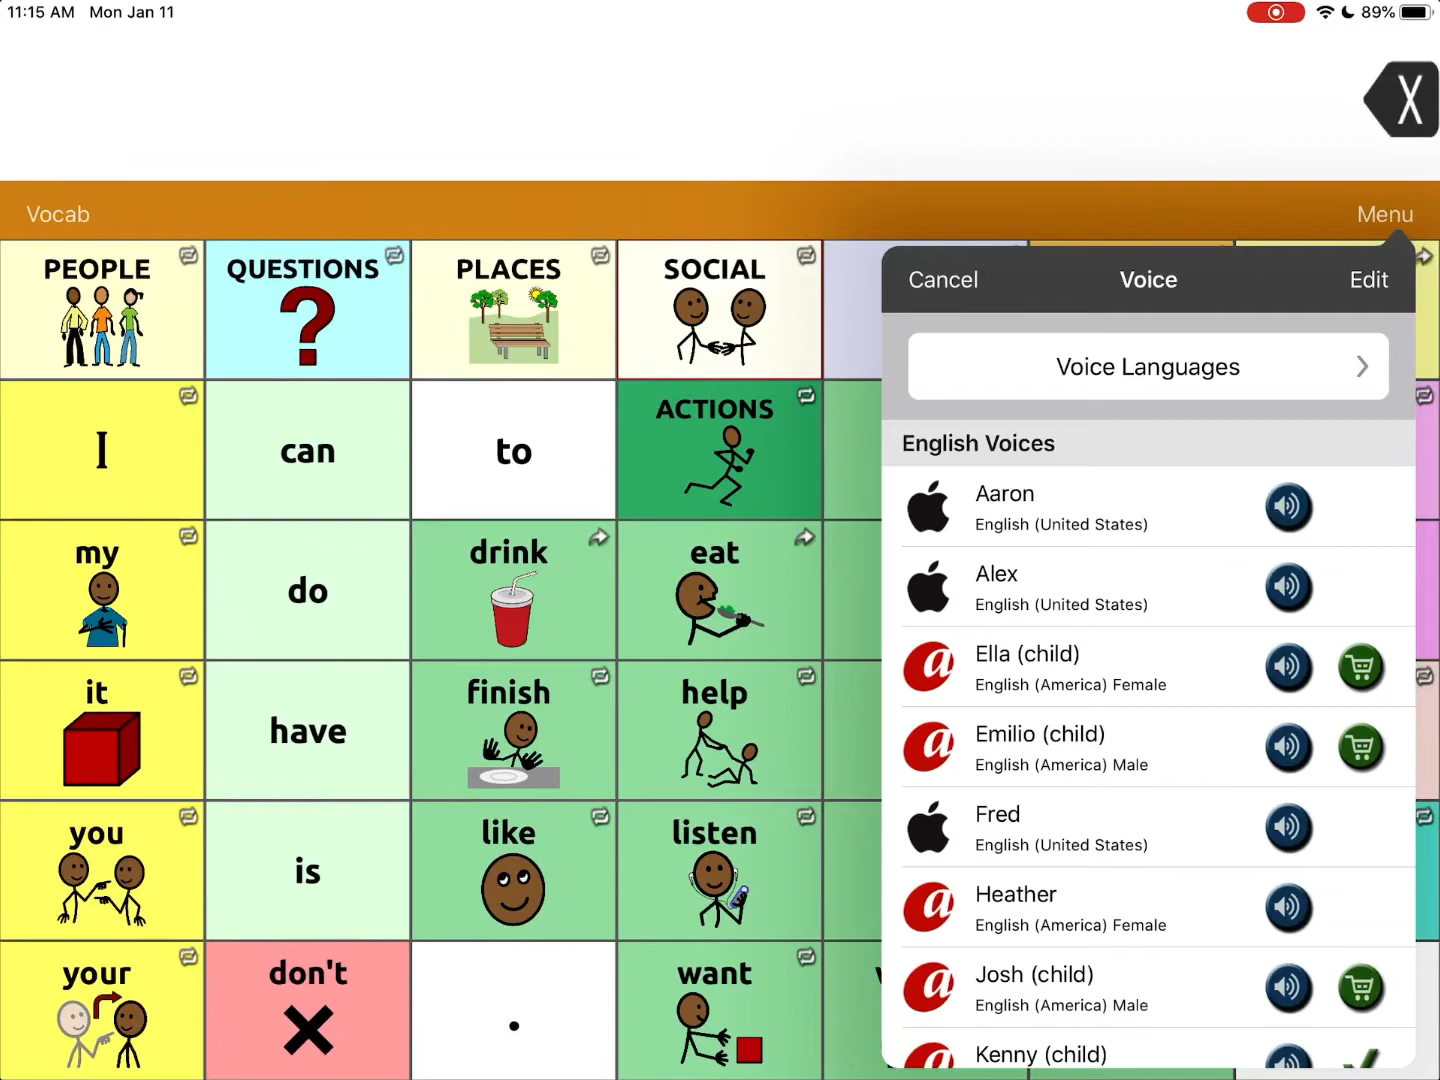 11:15 AM Mon Jan 11
89%
X
Vocab
Menu
PEOPLE
QUESTIONS
?
PLACES
SOCIAL
I
can
to
ACTIONS
my
do
drink
eat
it
have
finish
help
you
is
like
listen
your
don't
.
want
Cancel
Voice
Edit
Voice Languages
English Voices
Aaron
English (United States)
Alex
English (United States)
Ella (child)
English (America) Female
Emilio (child)
English (America) Male
Fred
English (United States)
Heather
English (America) Female
Josh (child)
English (America) Male
Kenny (child)